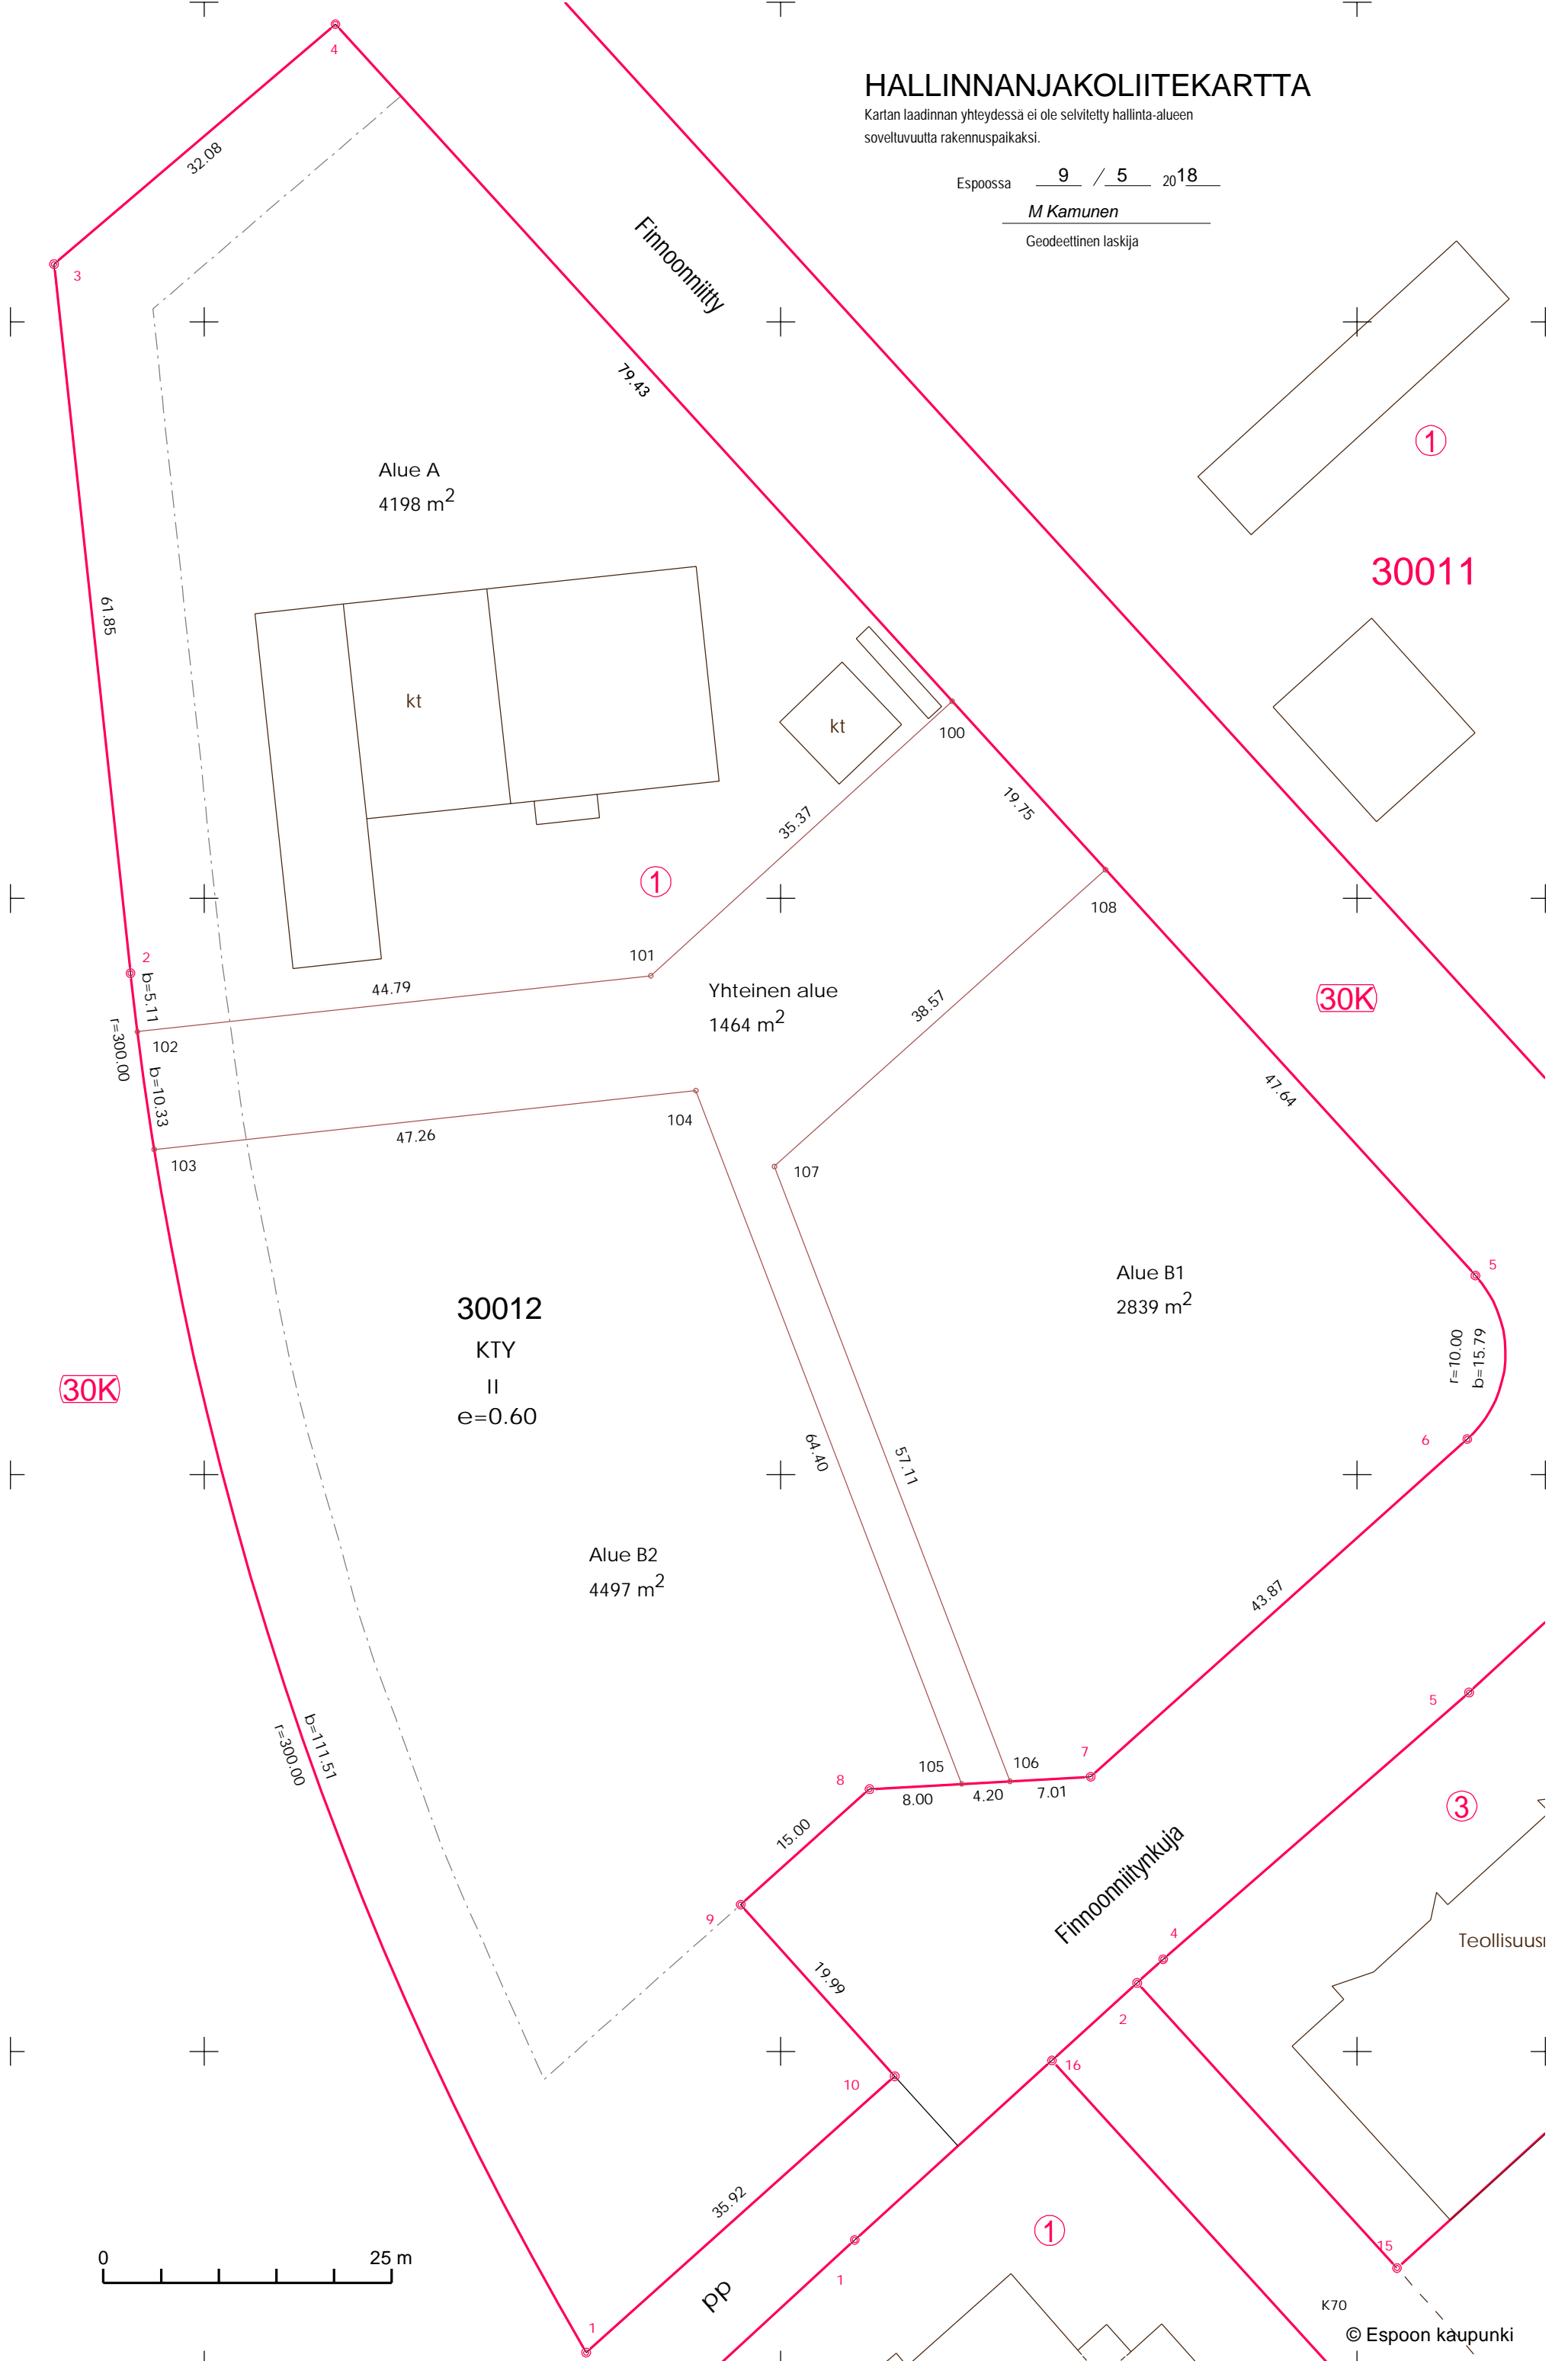 HALLINNANJAKOLIITEKARTTA
Kartan laadinnan yhteydessä ei ole selvitetty hallinta-alueen
soveltuvuutta rakennuspaikaksi.
Espoossa 9 / 5 2018
M Kamunen
Geodeettinen laskija
4
32.08
3
Finnoonniitty
79.43
1
Alue A
4198 m²
30011
61.85
kt
kt
100
19.75
35.37
1
108
101
2
b=5.11
44.79
Yhteinen alue
1464 m²
38.57
30K
r=300.00
102
b=10.33
47.64
104
47.26
103
107
5
Alue B1
2839 m²
30012
KTY
II
e=0.60
r=10.00
b=15.79
30K
6
64.40
57.11
Alue B2
4497 m²
43.87
5
b=111.51
r=300.00
7
105
106
8
8.00
4.20
7.01
3
15.00
Finnoonniitynkuja
9
4
Teollisuus
19.99
2
16
10
35.92
1
0
25 m
15
1
pp
K70
1
© Espoon kaupunki